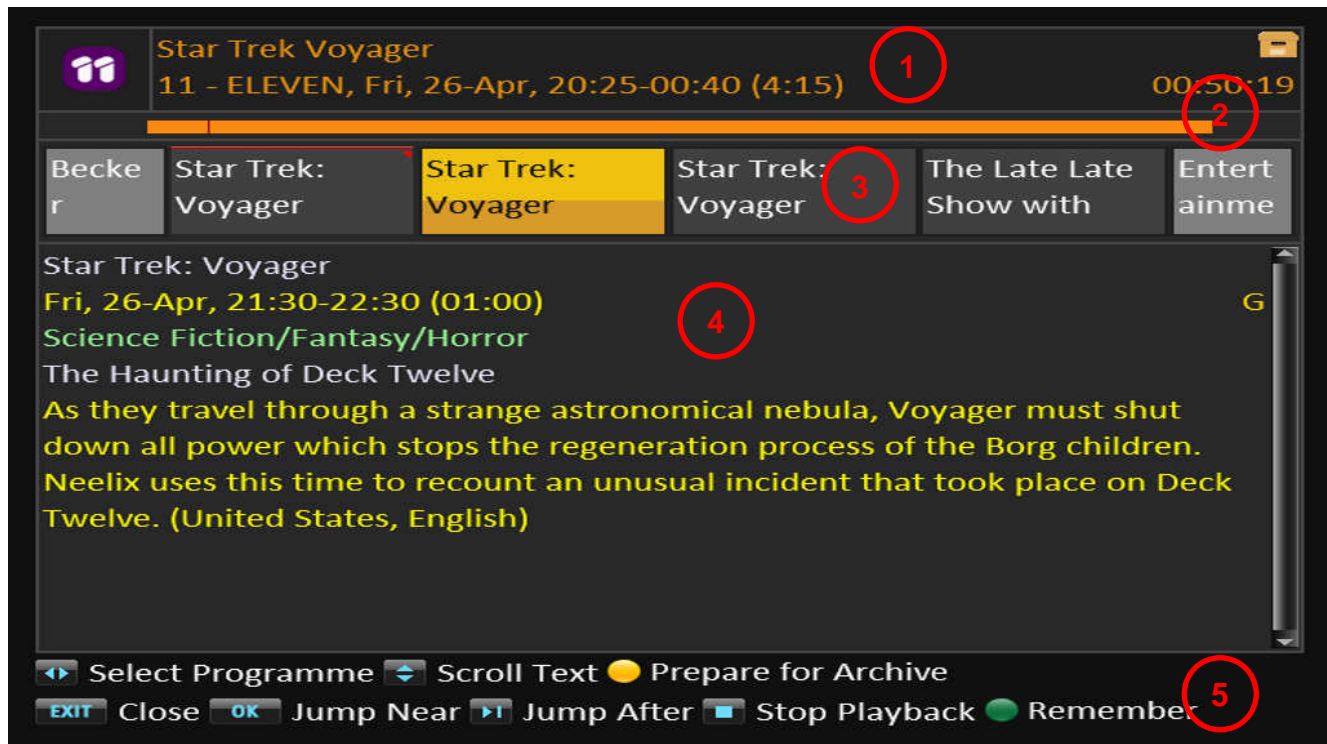 11
Star Trek Voyager
11 - ELEVEN, Fri, 26-Apr, 20:25-00:40 (4:15)
1
00:50:19
2
Becke
r
Star Trek:
Voyager
Star Trek:
Voyager
Star Trek:
Voyager
3
The Late Late
Show with
Entert
ainme
Star Trek: Voyager
Fri, 26-Apr, 21:30-22:30 (01:00)
G
4
Science Fiction/Fantasy/Horror
The Haunting of Deck Twelve
As they travel through a strange astronomical nebula, Voyager must shut
down all power which stops the regeneration process of the Borg children.
Neelix uses this time to recount an unusual incident that took place on Deck
Twelve. (United States, English)
Select Programme Scroll Text Prepare for Archive
EXIT Close OK Jump Near Jump After Stop Playback Remember
5